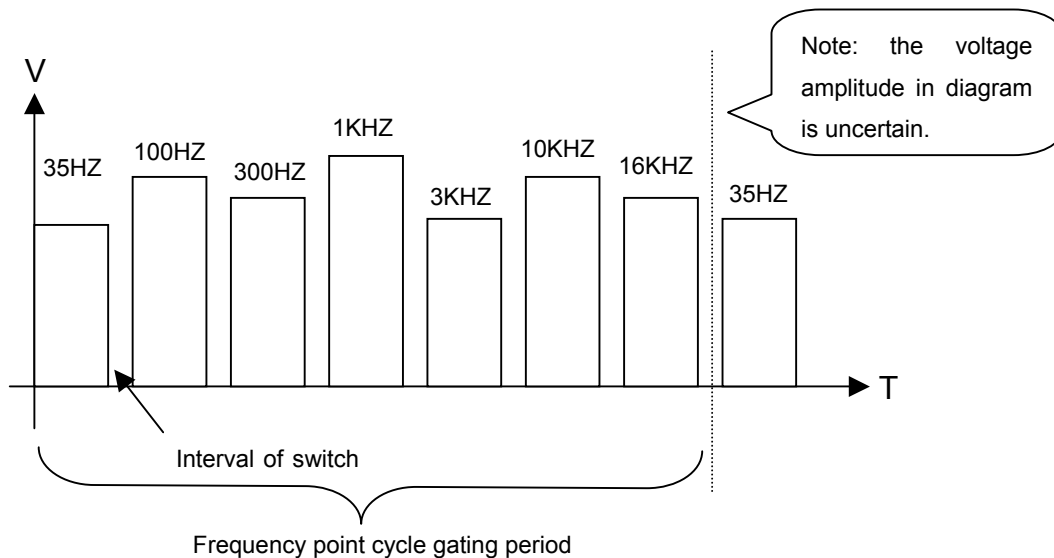 Note: the voltage
amplitude in diagram
is uncertain.
V
1KHZ
100HZ
10KHZ
35HZ
300HZ
16KHZ
3KHZ
35HZ
T
Interval of switch
Frequency point cycle gating period